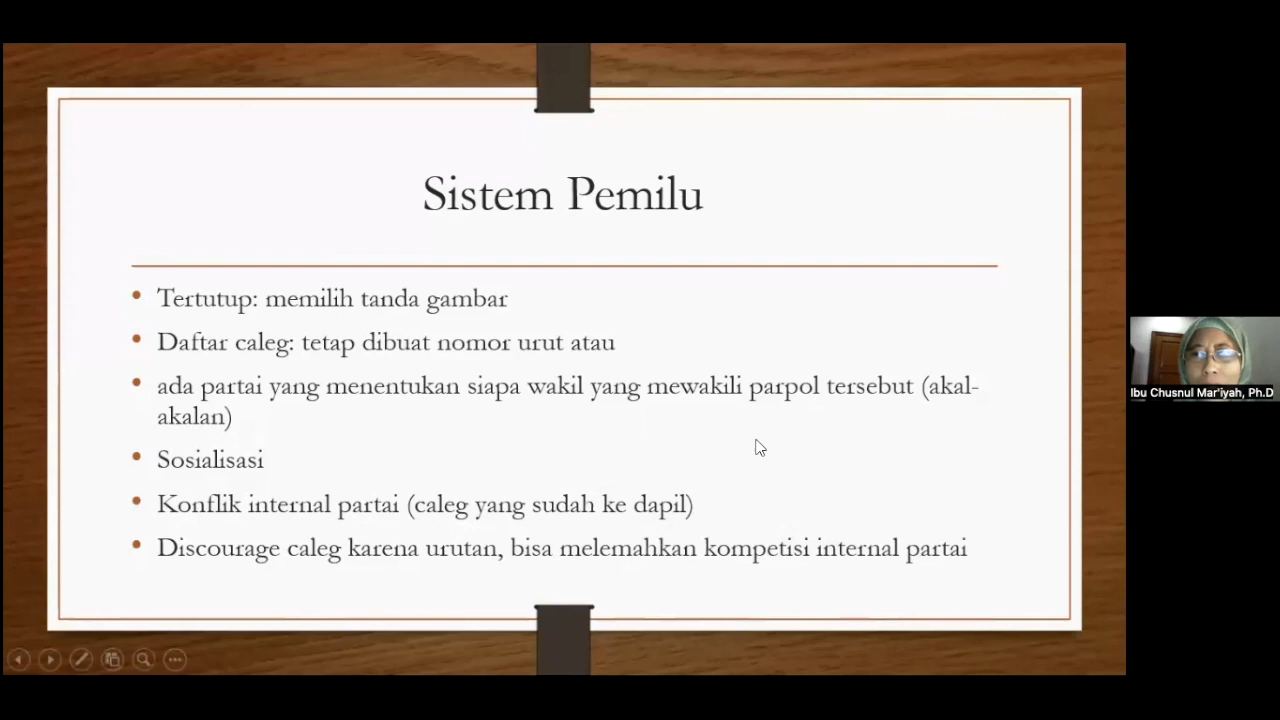 Sistem Pemilu
Tertutup: memilih tanda gambar
Daftar caleg: tetap dibuat nomor urut atau
ada partai yang menentukan siapa wakil yang mewakili parpol tersebut (akal-
akalan)
Sosialisasi
Konflik internal partai (caleg yang sudah ke dapil)
Discourage caleg karena urutan, bisa melemahkan kompetisi internal partai
Ibu Chusnul Mar'iyah, Ph.D